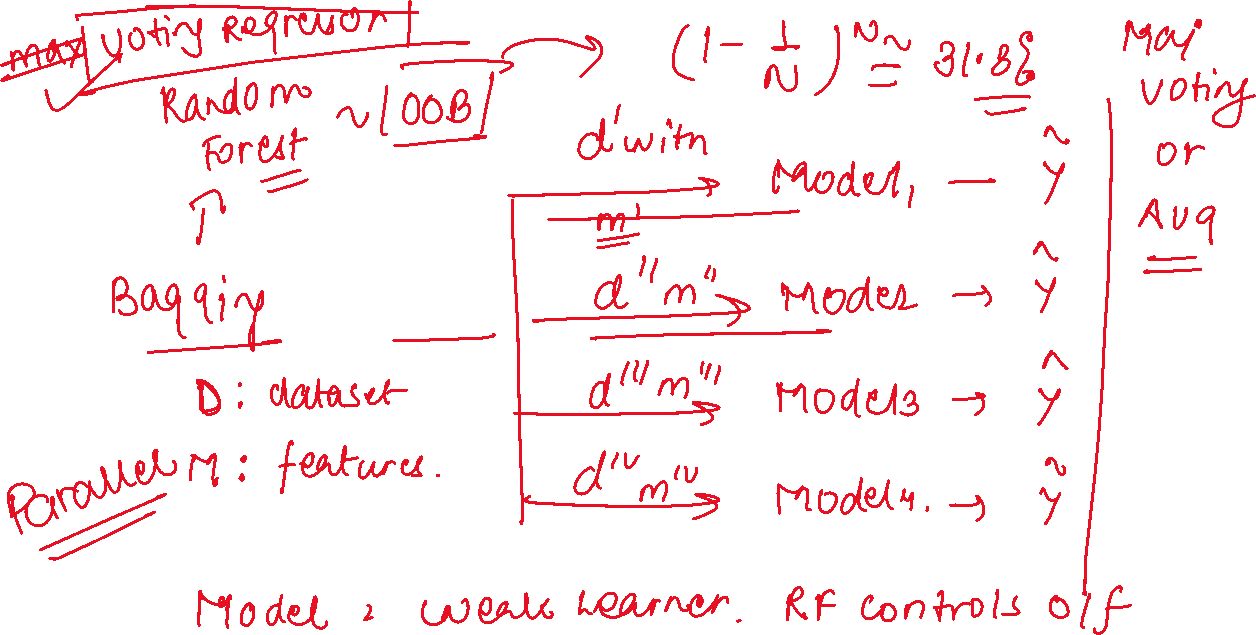 max voting Regression
Random
Forest
~ OOB → (1 - 1/N)^N ≈ 31.8%
Maj
voting
or
Avg
Bagging
D: dataset
M: features.
Parallel
d' with m' → Model1 — ŷ
d'' m'' → Model2 → ŷ
d''' m''' → Model3 → ŷ
d'v m'v → Model4. → ŷ
Model : weak Learner. RF controls o/f